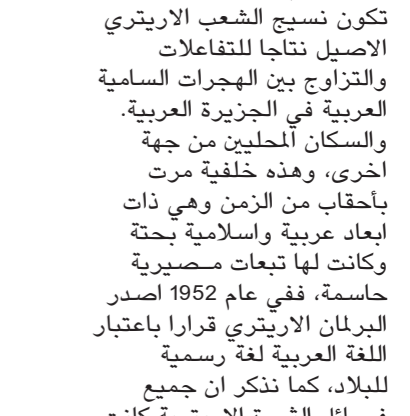 تكون نسيج الشعب الاريتري
الاصيل نتاجا للتفاعلات
والتزاوج بين الهجرات السامية
العربية في الجزيرة العربية.
والسكان المحليين من جهة
اخرى، وهذه خلفية مرت
بأحقاب من الزمن وهي ذات
ابعاد عربية واسلامية بحتة
وكانت لها تبعات مــصيرية
حاسمة، ففي عام 1952 اصدر
البرلمان الاريتري قرارا باعتبار
اللغة العربية لغة رسمية
للبلاد، كما نذكر ان جميع